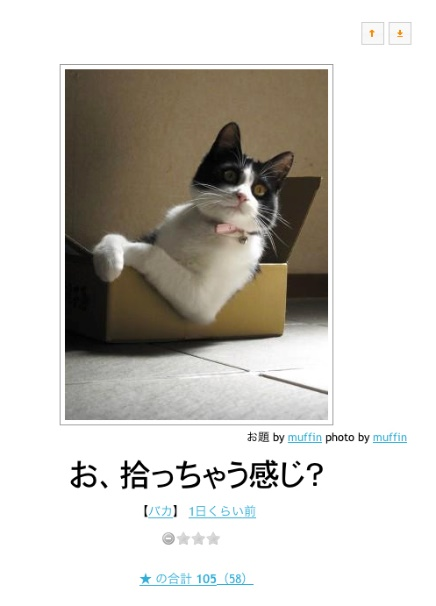 お題 by muffin photo by muffin
お、拾っちゃう感じ?
【バカ】 1日くらい前
★ の合計 105（58）